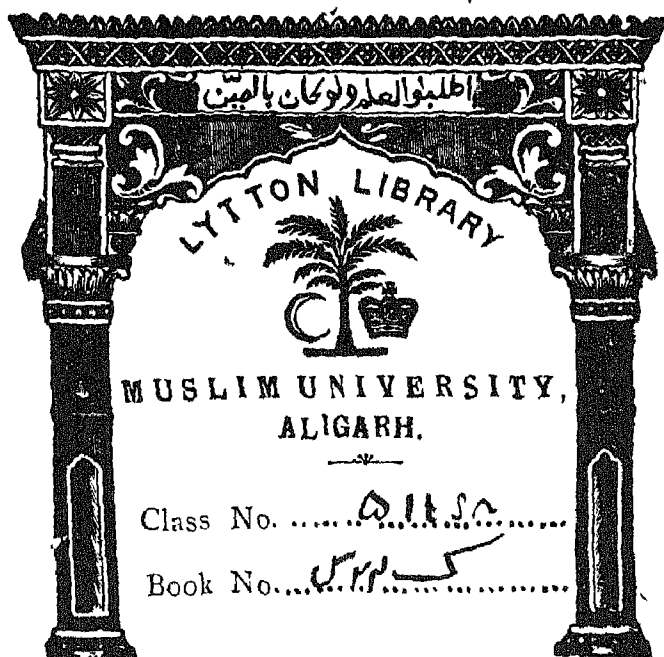 اطلبوا العلم ولو كان بالصين
LYTTON LIBRARY
MUSLIM UNIVERSITY,
ALIGARH.
Class No.
Book No.